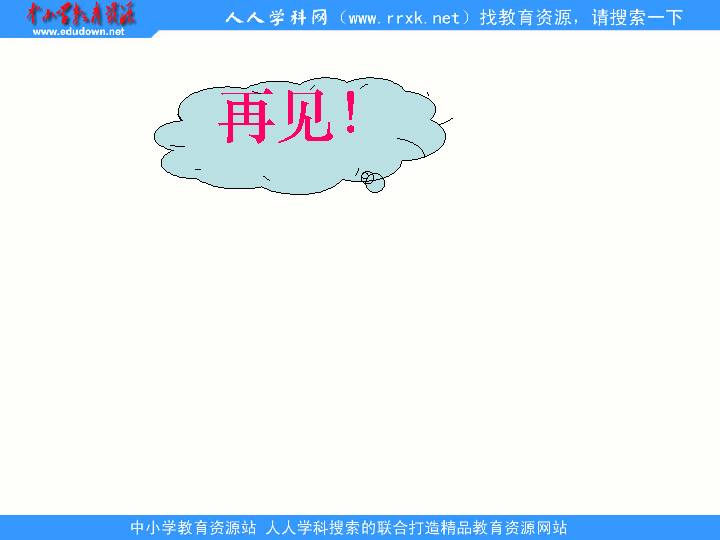 中小学教育资源
www.edudown.net
人人学科网（www.rrxk.net）找教育资源，请搜索一下
再见！
中小学教育资源站 人人学科搜索的联合打造精品教育资源网站